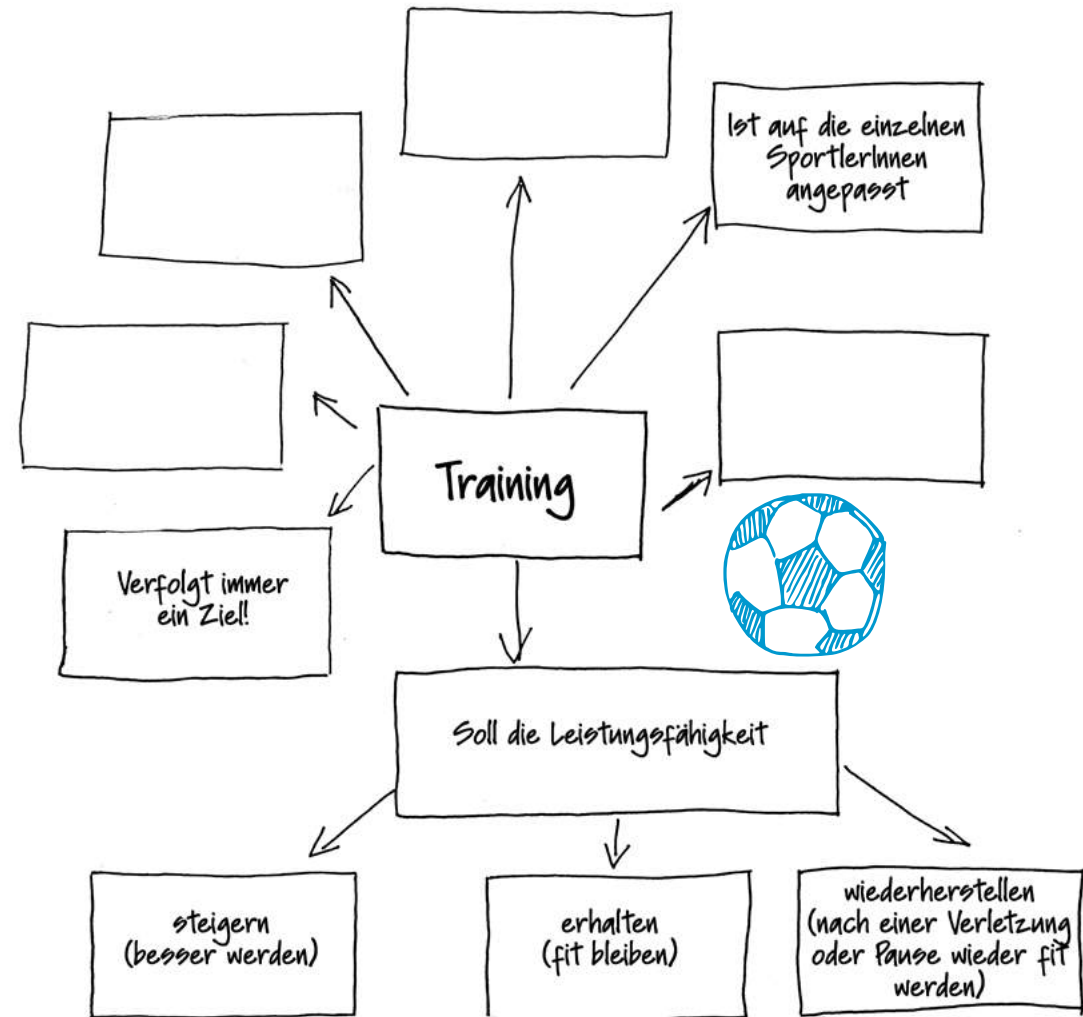 Ist auf die einzelnen
SportlerInnen
angepasst
Training
Verfolgt immer
ein Ziel!
Soll die Leistungsfähigkeit
steigern
(besser werden)
erhalten
(fit bleiben)
wiederherstellen
(nach einer Verletzung
oder Pause wieder fit
werden)